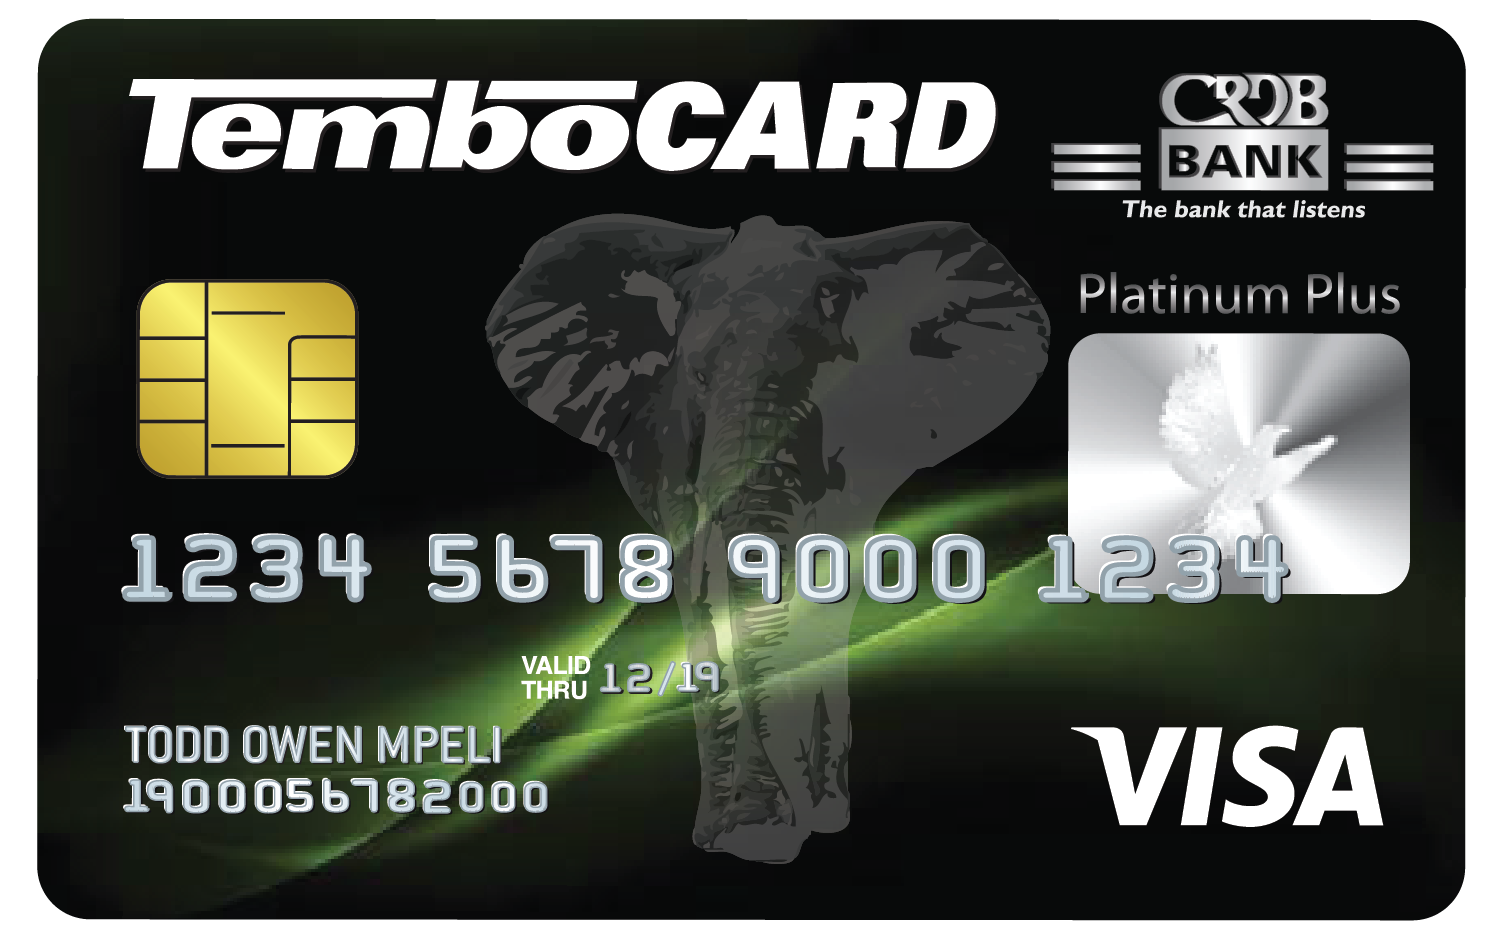 TemboCARD
CRDB
BANK
The bank that listens
Platinum Plus
1234 5678 9000 1234
VALID
THRU 12/19
TODD OWEN MPELI
1900056782000
VISA